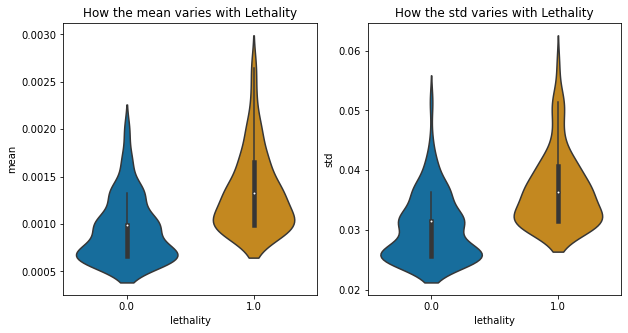 How the mean varies with Lethality
mean
0.0030
0.0025
0.0020
0.0015
0.0010
0.0005
0.0
1.0
lethality
How the std varies with Lethality
std
0.06
0.05
0.04
0.03
0.02
0.0
1.0
lethality